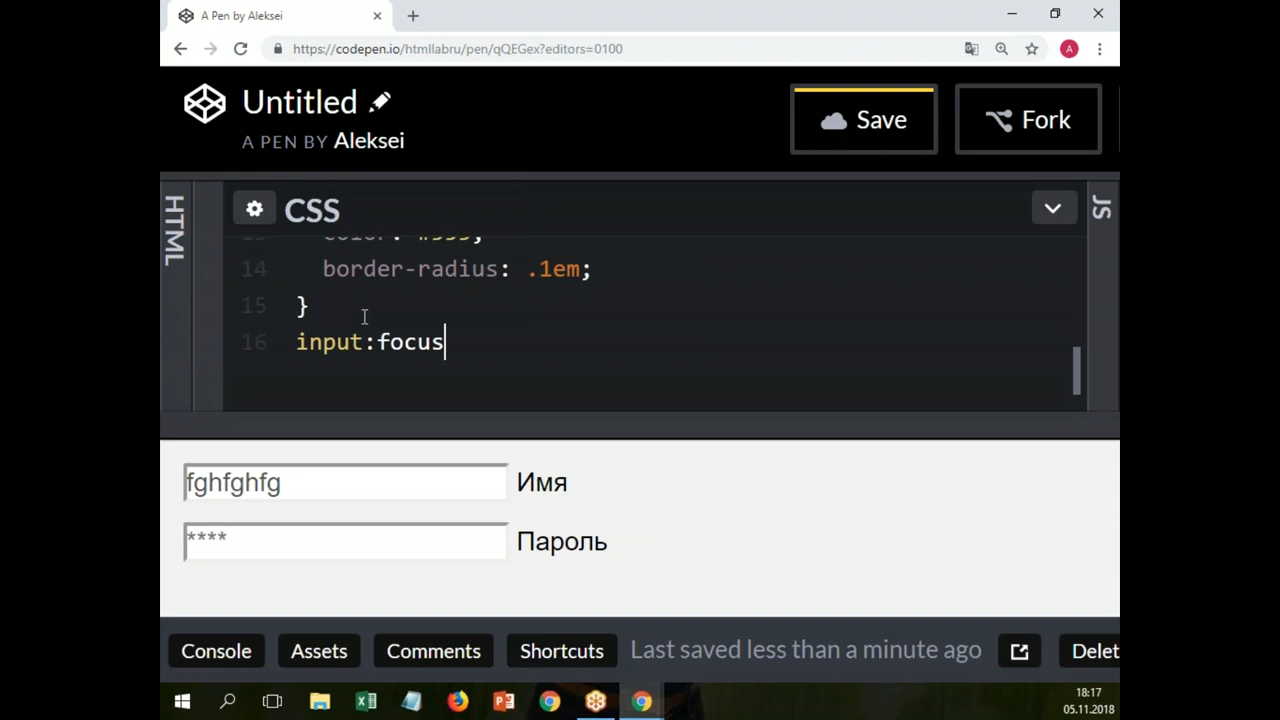 A Pen by Aleksei
https://codepen.io/htmllabru/pen/qQEGex?editors=0100
A
Untitled
A PEN BY Aleksei
Save
Fork
HTML
CSS
JS
14 border-radius: .1em;
15 }
16 input:focus
fghfghfg Имя
**** Пароль
Console Assets Comments Shortcuts Last saved less than a minute ago Delet
18:17
05.11.2018